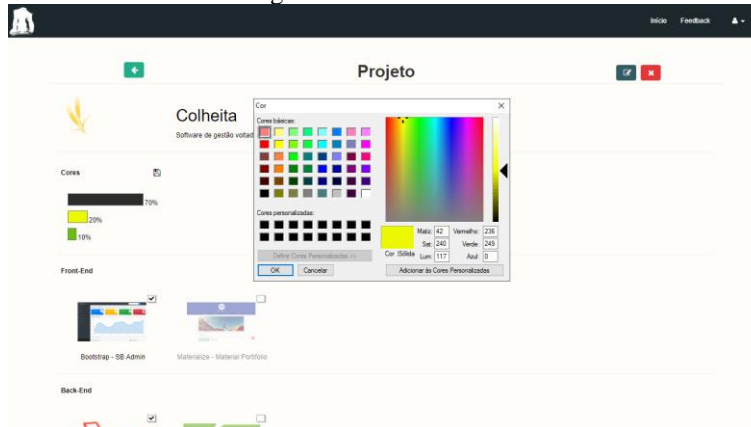 Início Feedback
Projeto
Colheita
Software de gestão voltad
Cor
Cores básicas:
Cores personalizadas:
Definir Cores Personalizadas >>
OK Cancelar
Matiz: 42 Vermelho: 236
Sat: 240 Verde: 249
Cor |Sólida Lum: 117 Azul: 0
Adicionar às Cores Personalizadas
Cores
70%
20%
10%
Front-End
Bootstrap - SB Admin Materialize - Material Portfolio
Back-End